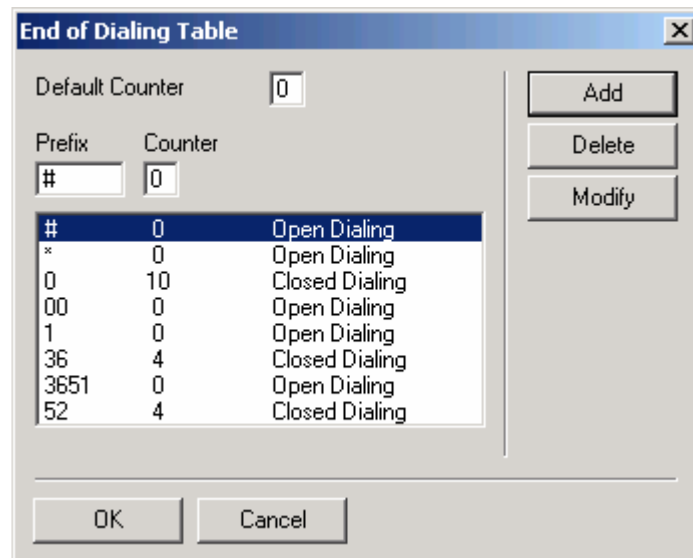 End of Dialing Table
Default Counter 0
Prefix Counter
# 0
# 0 Open Dialing
* 0 Open Dialing
0 10 Closed Dialing
00 0 Open Dialing
1 0 Open Dialing
36 4 Closed Dialing
3651 0 Open Dialing
52 4 Closed Dialing
Add
Delete
Modify
OK Cancel